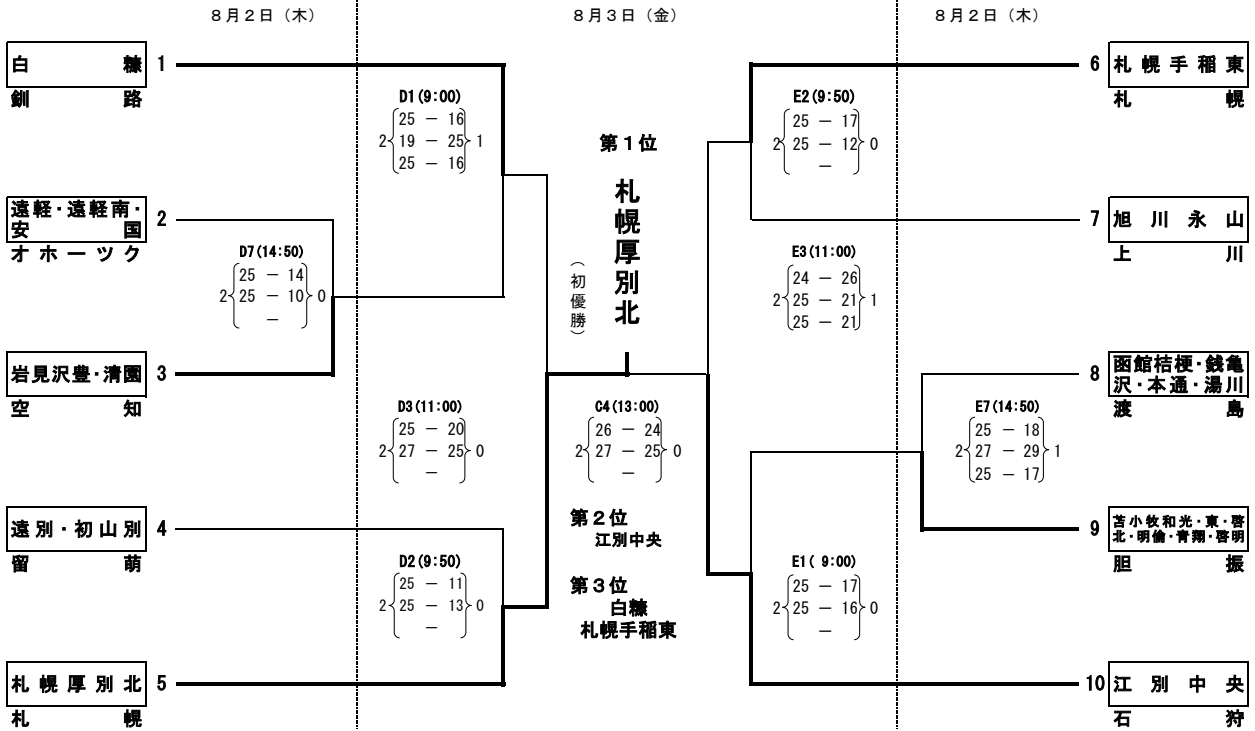 ８月２日（木）
８月３日（金）
８月２日（木）
白糠 1
釧路
遠軽・遠軽南・
安国 2
オホーツク
岩見沢豊・清園 3
空知
遠別・初山別 4
留萌
札幌厚別北 5
札幌
D7(14:50)
25 － 14
2 25 － 10 0
－
D1(9:00)
25 － 16
2 19 － 25 1
25 － 16
D3(11:00)
25 － 20
2 27 － 25 0
－
D2(9:50)
25 － 11
2 25 － 13 0
－
第１位
札幌厚別北
（初優勝）
C4(13:00)
26 － 24
2 27 － 25 0
－
第２位
江別中央
第３位
白糠
札幌手稲東
E2(9:50)
25 － 17
2 25 － 12 0
－
E3(11:00)
24 － 26
2 25 － 21 1
25 － 21
E1( 9:00)
25 － 17
2 25 － 16 0
－
E7(14:50)
25 － 18
2 27 － 29 1
25 － 17
6 札幌手稲東
札幌
7 旭川永山
上川
8 函館桔梗・銭亀
沢・本通・湯川
渡島
9 苫小牧和光・東・啓
北・明倫・青翔・啓明
胆振
10 江別中央
石狩